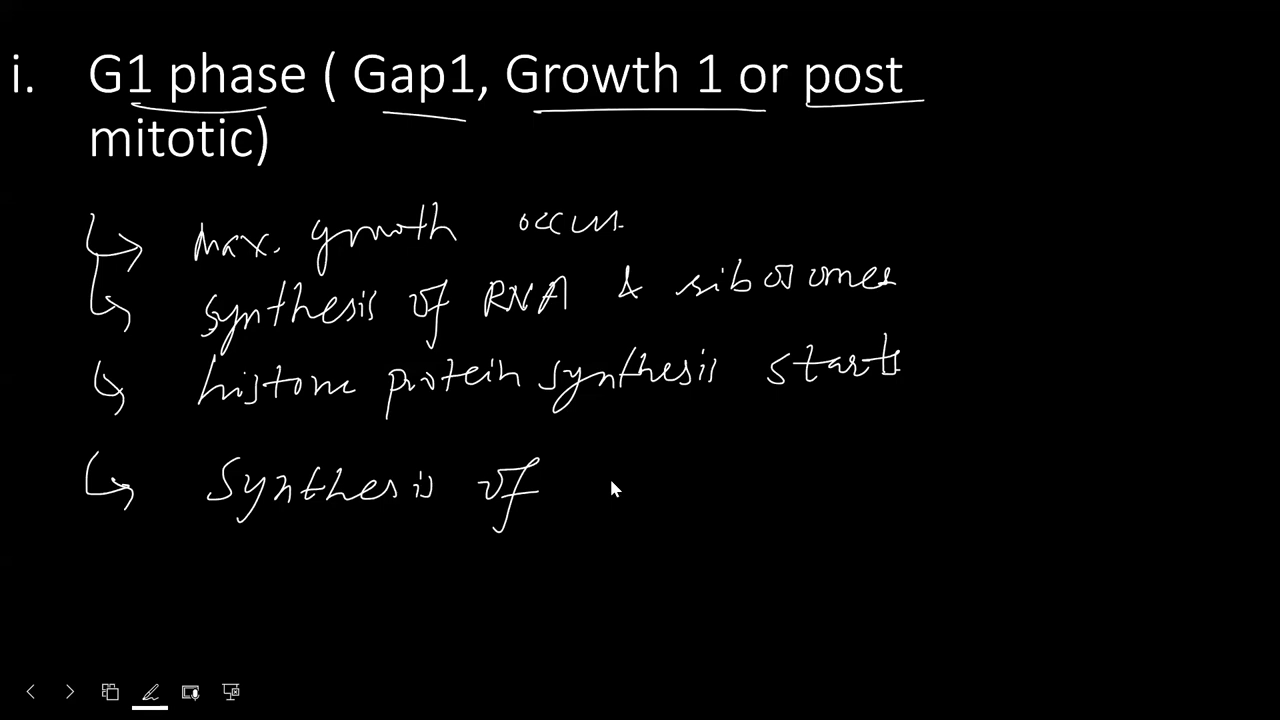 i. G1 phase ( Gap1, Growth 1 or post
mitotic)
max. growth occurs
synthesis of RNA & ribosomes
histone protein synthesis starts
Synthesis of